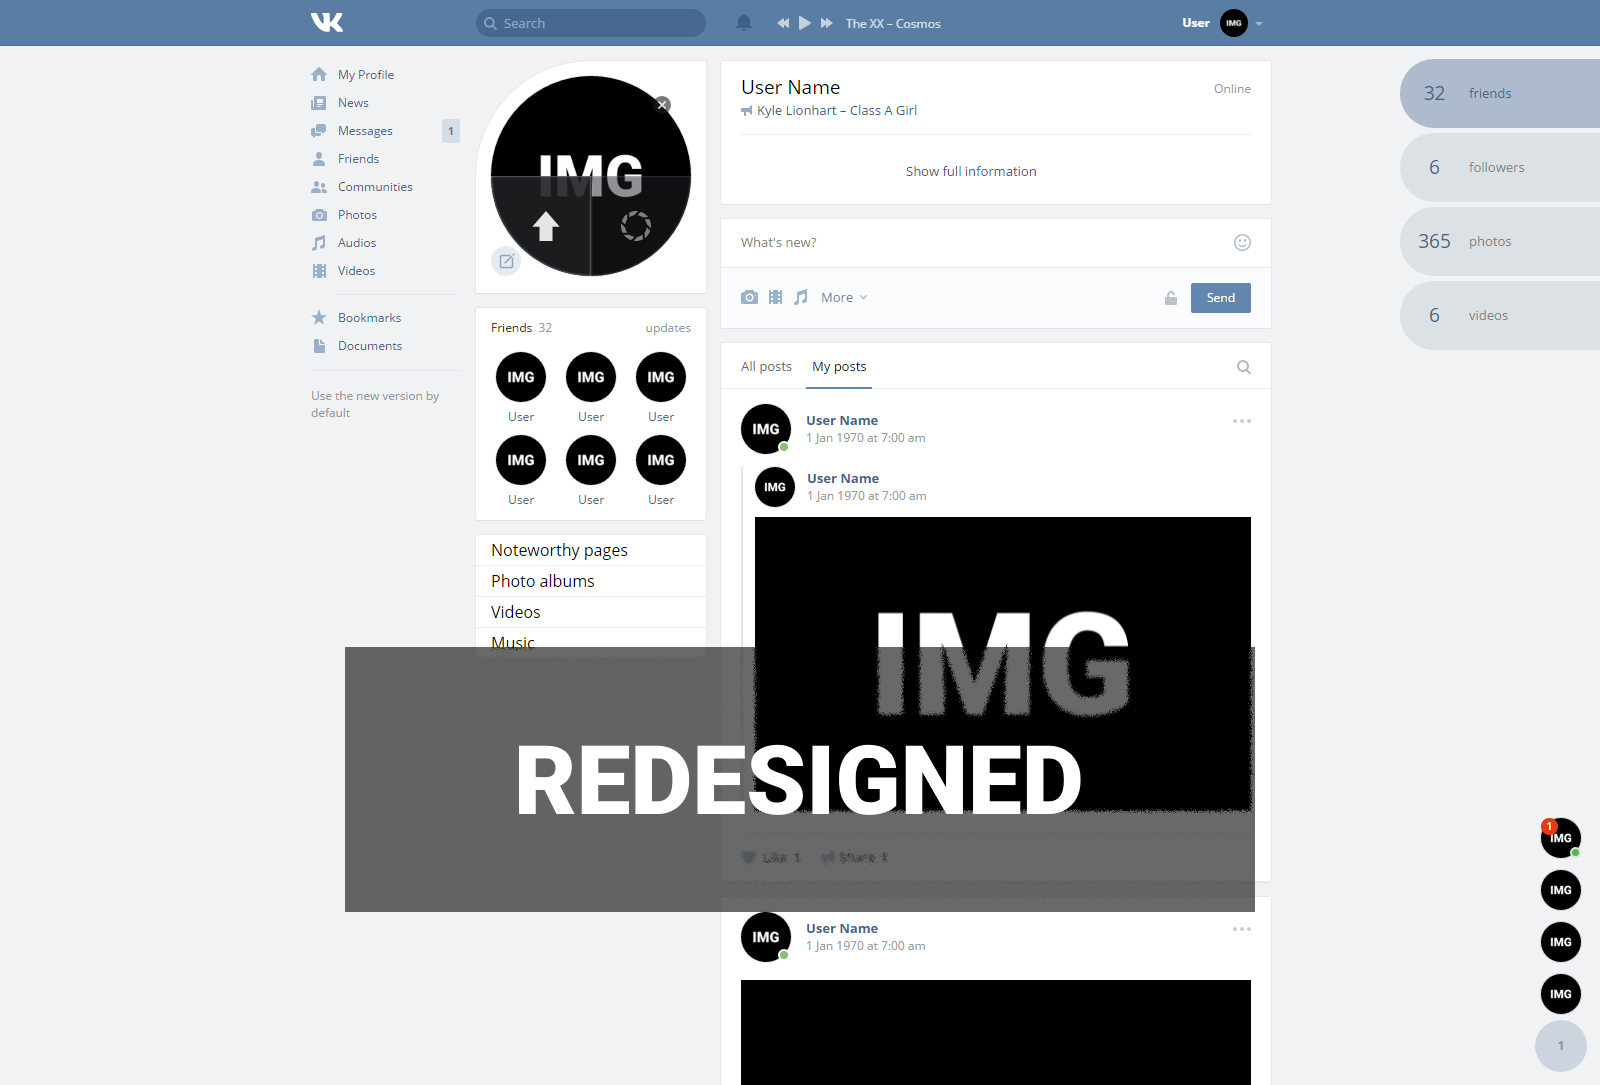 VK
Search
The XX – Cosmos
User
IMG
My Profile
News
Messages
1
Friends
Communities
Photos
Audios
Videos
Bookmarks
Documents
Use the new version by
default
IMG
Friends 32
updates
IMG
IMG
IMG
User
User
User
IMG
IMG
IMG
User
User
User
Noteworthy pages
Photo albums
Videos
Music
User Name
Online
Kyle Lionhart – Class A Girl
Show full information
What's new?
More
Send
All posts
My posts
IMG
User Name
1 Jan 1970 at 7:00 am
IMG
User Name
1 Jan 1970 at 7:00 am
IMG
REDESIGNED
Like 1
Share 1
IMG
User Name
1 Jan 1970 at 7:00 am
32 friends
6 followers
365 photos
6 videos
1
IMG
IMG
IMG
IMG
1